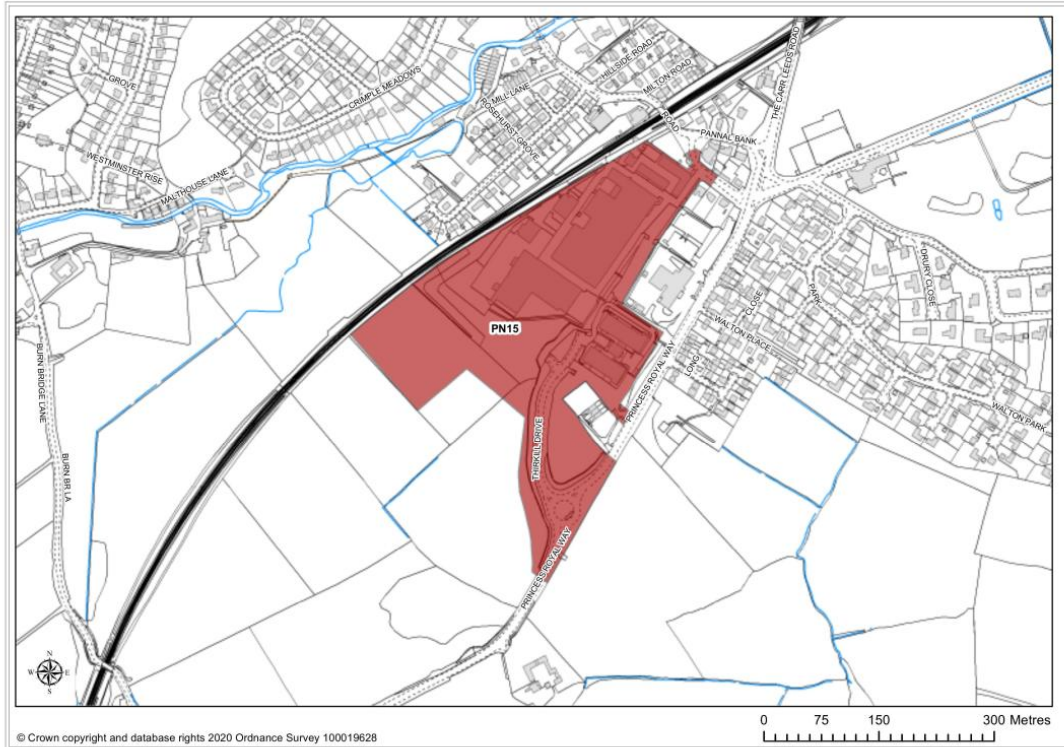 GROVE
CRIMPLE MEADOWS
MILL LANE
HILLSIDE ROAD
MILTON ROAD
ROSEHURST GROVE
ROAD
THE CARR LEEDS ROAD
PANNAL BANK
WESTMINSTER RISE
MALTHOUSE LANE
DRURY CLOSE
PARK
CLOSE
WALTON PLACE
LONG
PN15
BURN BRIDGE LANE
PRINCESS ROYAL WAY
WALTON PARK
THIRKILL DRIVE
BURN BR LA
PRINCESS ROYAL WAY
N
W E
S
0 75 150 300 Metres
© Crown copyright and database rights 2020 Ordnance Survey 100019628